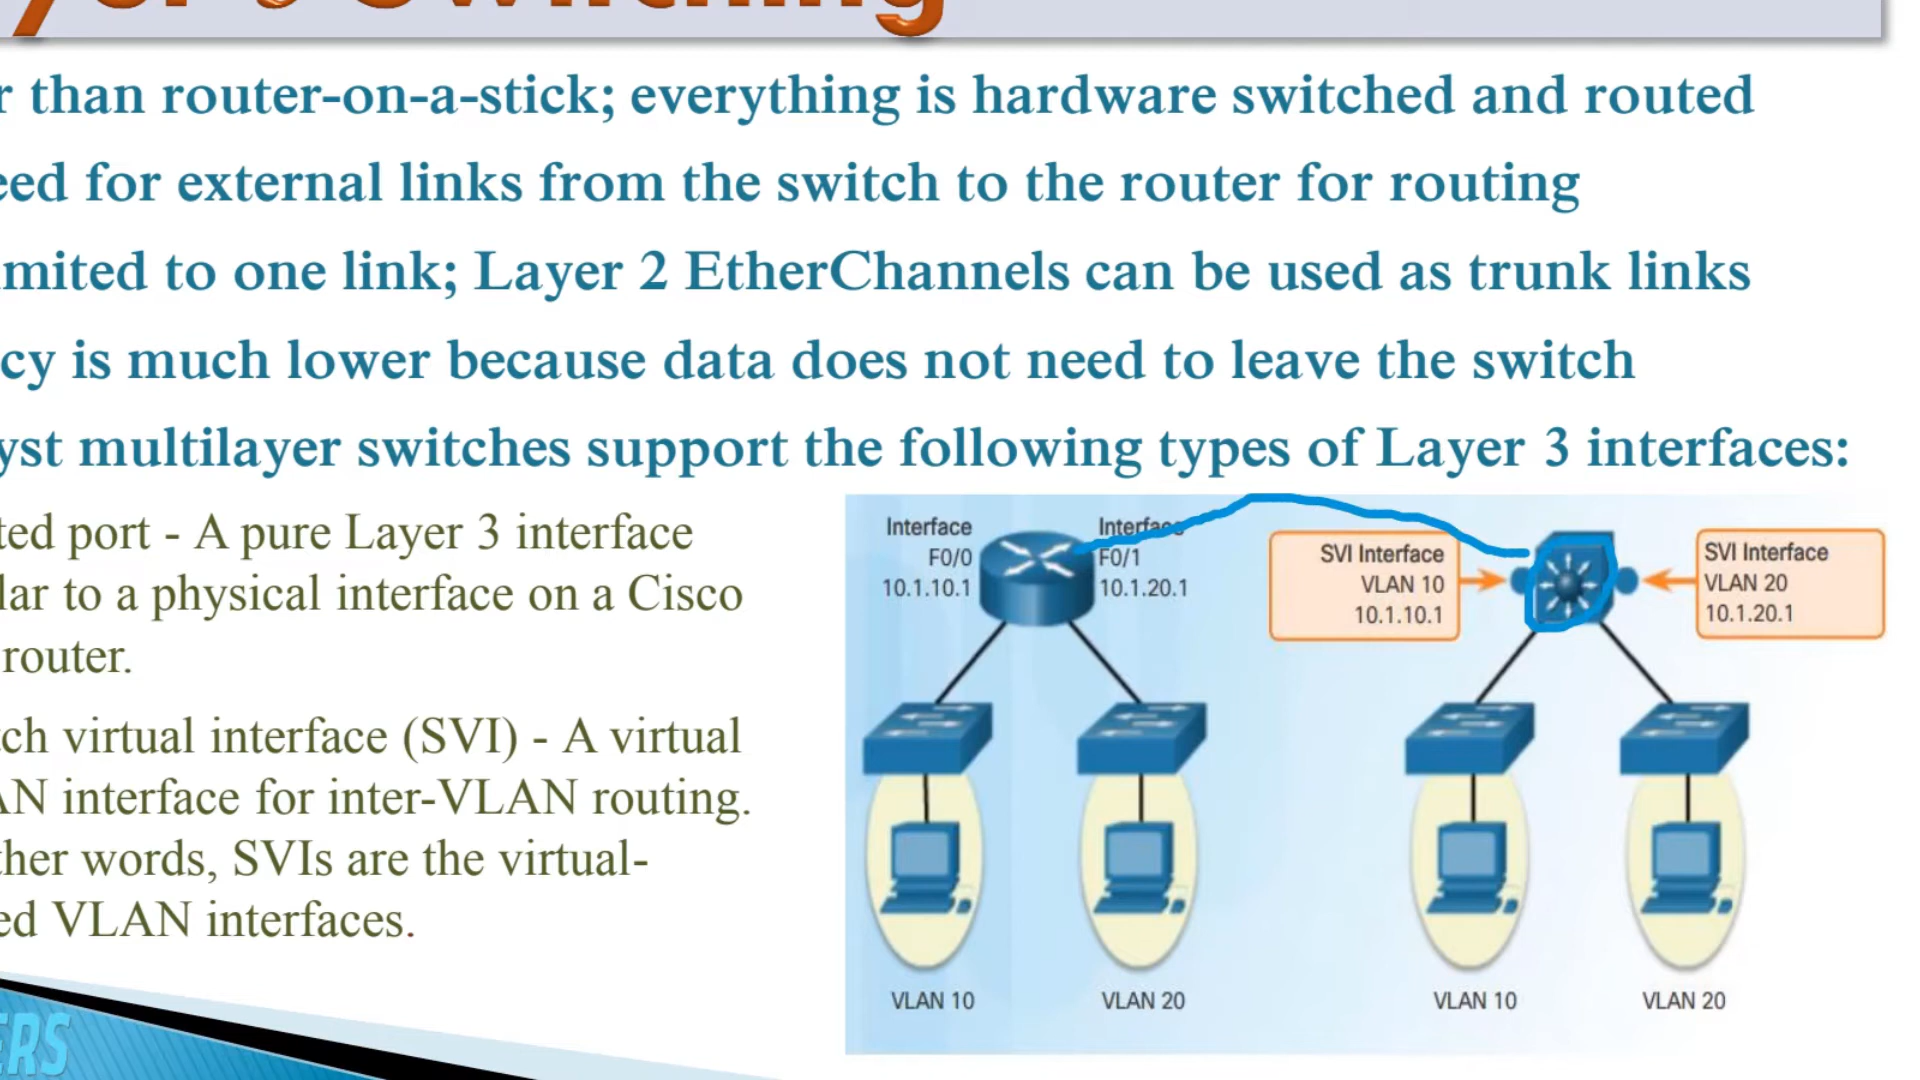 Switching
r than router-on-a-stick; everything is hardware switched and routed
eed for external links from the switch to the router for routing
mited to one link; Layer 2 EtherChannels can be used as trunk links
cy is much lower because data does not need to leave the switch
yst multilayer switches support the following types of Layer 3 interfaces:
ted port - A pure Layer 3 interface
lar to a physical interface on a Cisco
router.
tch virtual interface (SVI) - A virtual
AN interface for inter-VLAN routing.
ther words, SVIs are the virtual-
ed VLAN interfaces.
Interface
F0/0
10.1.10.1
Interface
F0/1
10.1.20.1
SVI Interface
VLAN 10
10.1.10.1
SVI Interface
VLAN 20
10.1.20.1
VLAN 10
VLAN 20
VLAN 10
VLAN 20
ERS